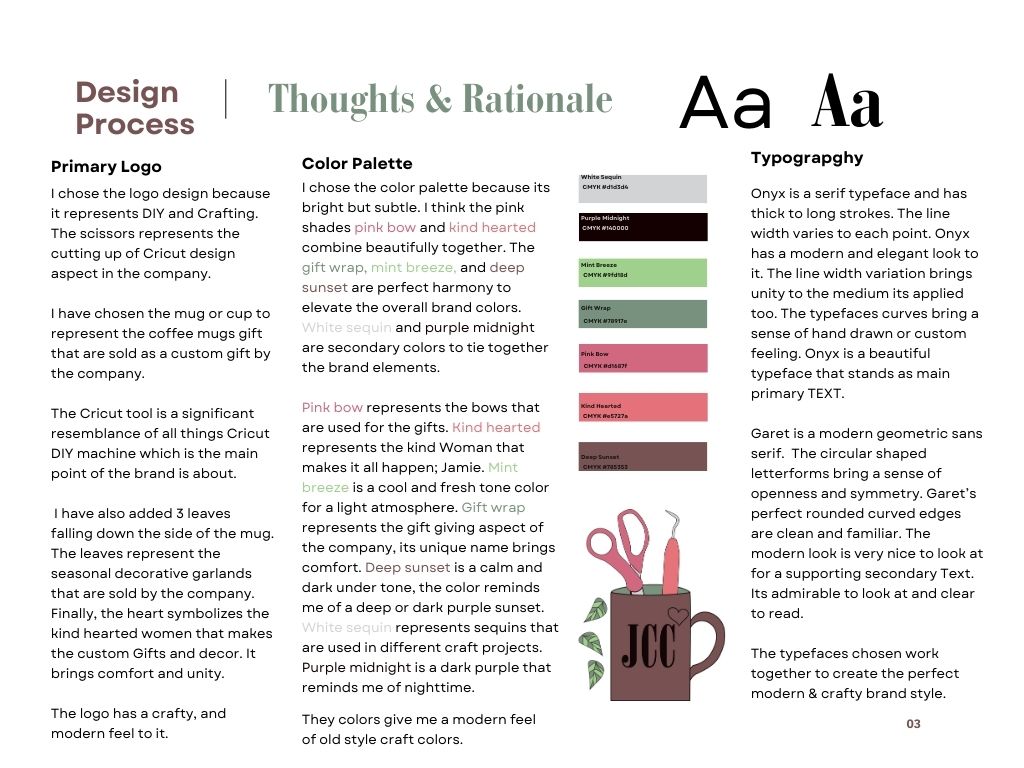 Design
Process
Thoughts & Rationale
Aa Aa
Primary Logo
I chose the logo design because
it represents DIY and Crafting.
The scissors represents the
cutting up of Cricut design
aspect in the company.
I have chosen the mug or cup to
represent the coffee mugs gift
that are sold as a custom gift by
the company.
The Cricut tool is a significant
resemblance of all things Cricut
DIY machine which is the main
point of the brand is about.
I have also added 3 leaves
falling down the side of the mug.
The leaves represent the
seasonal decorative garlands
that are sold by the company.
Finally, the heart symbolizes the
kind hearted women that makes
the custom Gifts and decor. It
brings comfort and unity.
The logo has a crafty, and
modern feel to it.
Color Palette
I chose the color palette because its
bright but subtle. I think the pink
shades pink bow and kind hearted
combine beautifully together. The
gift wrap, mint breeze, and deep
sunset are perfect harmony to
elevate the overall brand colors.
White sequin and purple midnight
are secondary colors to tie together
the brand elements.
Pink bow represents the bows that
are used for the gifts. Kind hearted
represents the kind Woman that
makes it all happen; Jamie. Mint
breeze is a cool and fresh tone color
for a light atmosphere. Gift wrap
represents the gift giving aspect of
the company, its unique name brings
comfort. Deep sunset is a calm and
dark under tone, the color reminds
me of a deep or dark purple sunset.
White sequin represents sequins that
are used in different craft projects.
Purple midnight is a dark purple that
reminds me of nighttime.
They colors give me a modern feel
of old style craft colors.
White Sequin
CMYK #d1d3d4
Purple Midnight
CMYK #140000
Mint Breeze
CMYK #9fd18d
Gift Wrap
CMYK #78917e
Pink Bow
CMYK #d1687f
Kind Hearted
CMYK #e5727a
Deep Sunset
CMYK #785353
JCC
Typograpghy
Onyx is a serif typeface and has
thick to long strokes. The line
width varies to each point. Onyx
has a modern and elegant look to
it. The line width variation brings
unity to the medium its applied
too. The typefaces curves bring a
sense of hand drawn or custom
feeling. Onyx is a beautiful
typeface that stands as main
primary TEXT.
Garet is a modern geometric sans
serif.  The circular shaped
letterforms bring a sense of
openness and symmetry. Garet's
perfect rounded curved edges
are clean and familiar. The
modern look is very nice to look at
for a supporting secondary Text.
Its admirable to look at and clear
to read.
The typefaces chosen work
together to create the perfect
modern & crafty brand style.
03